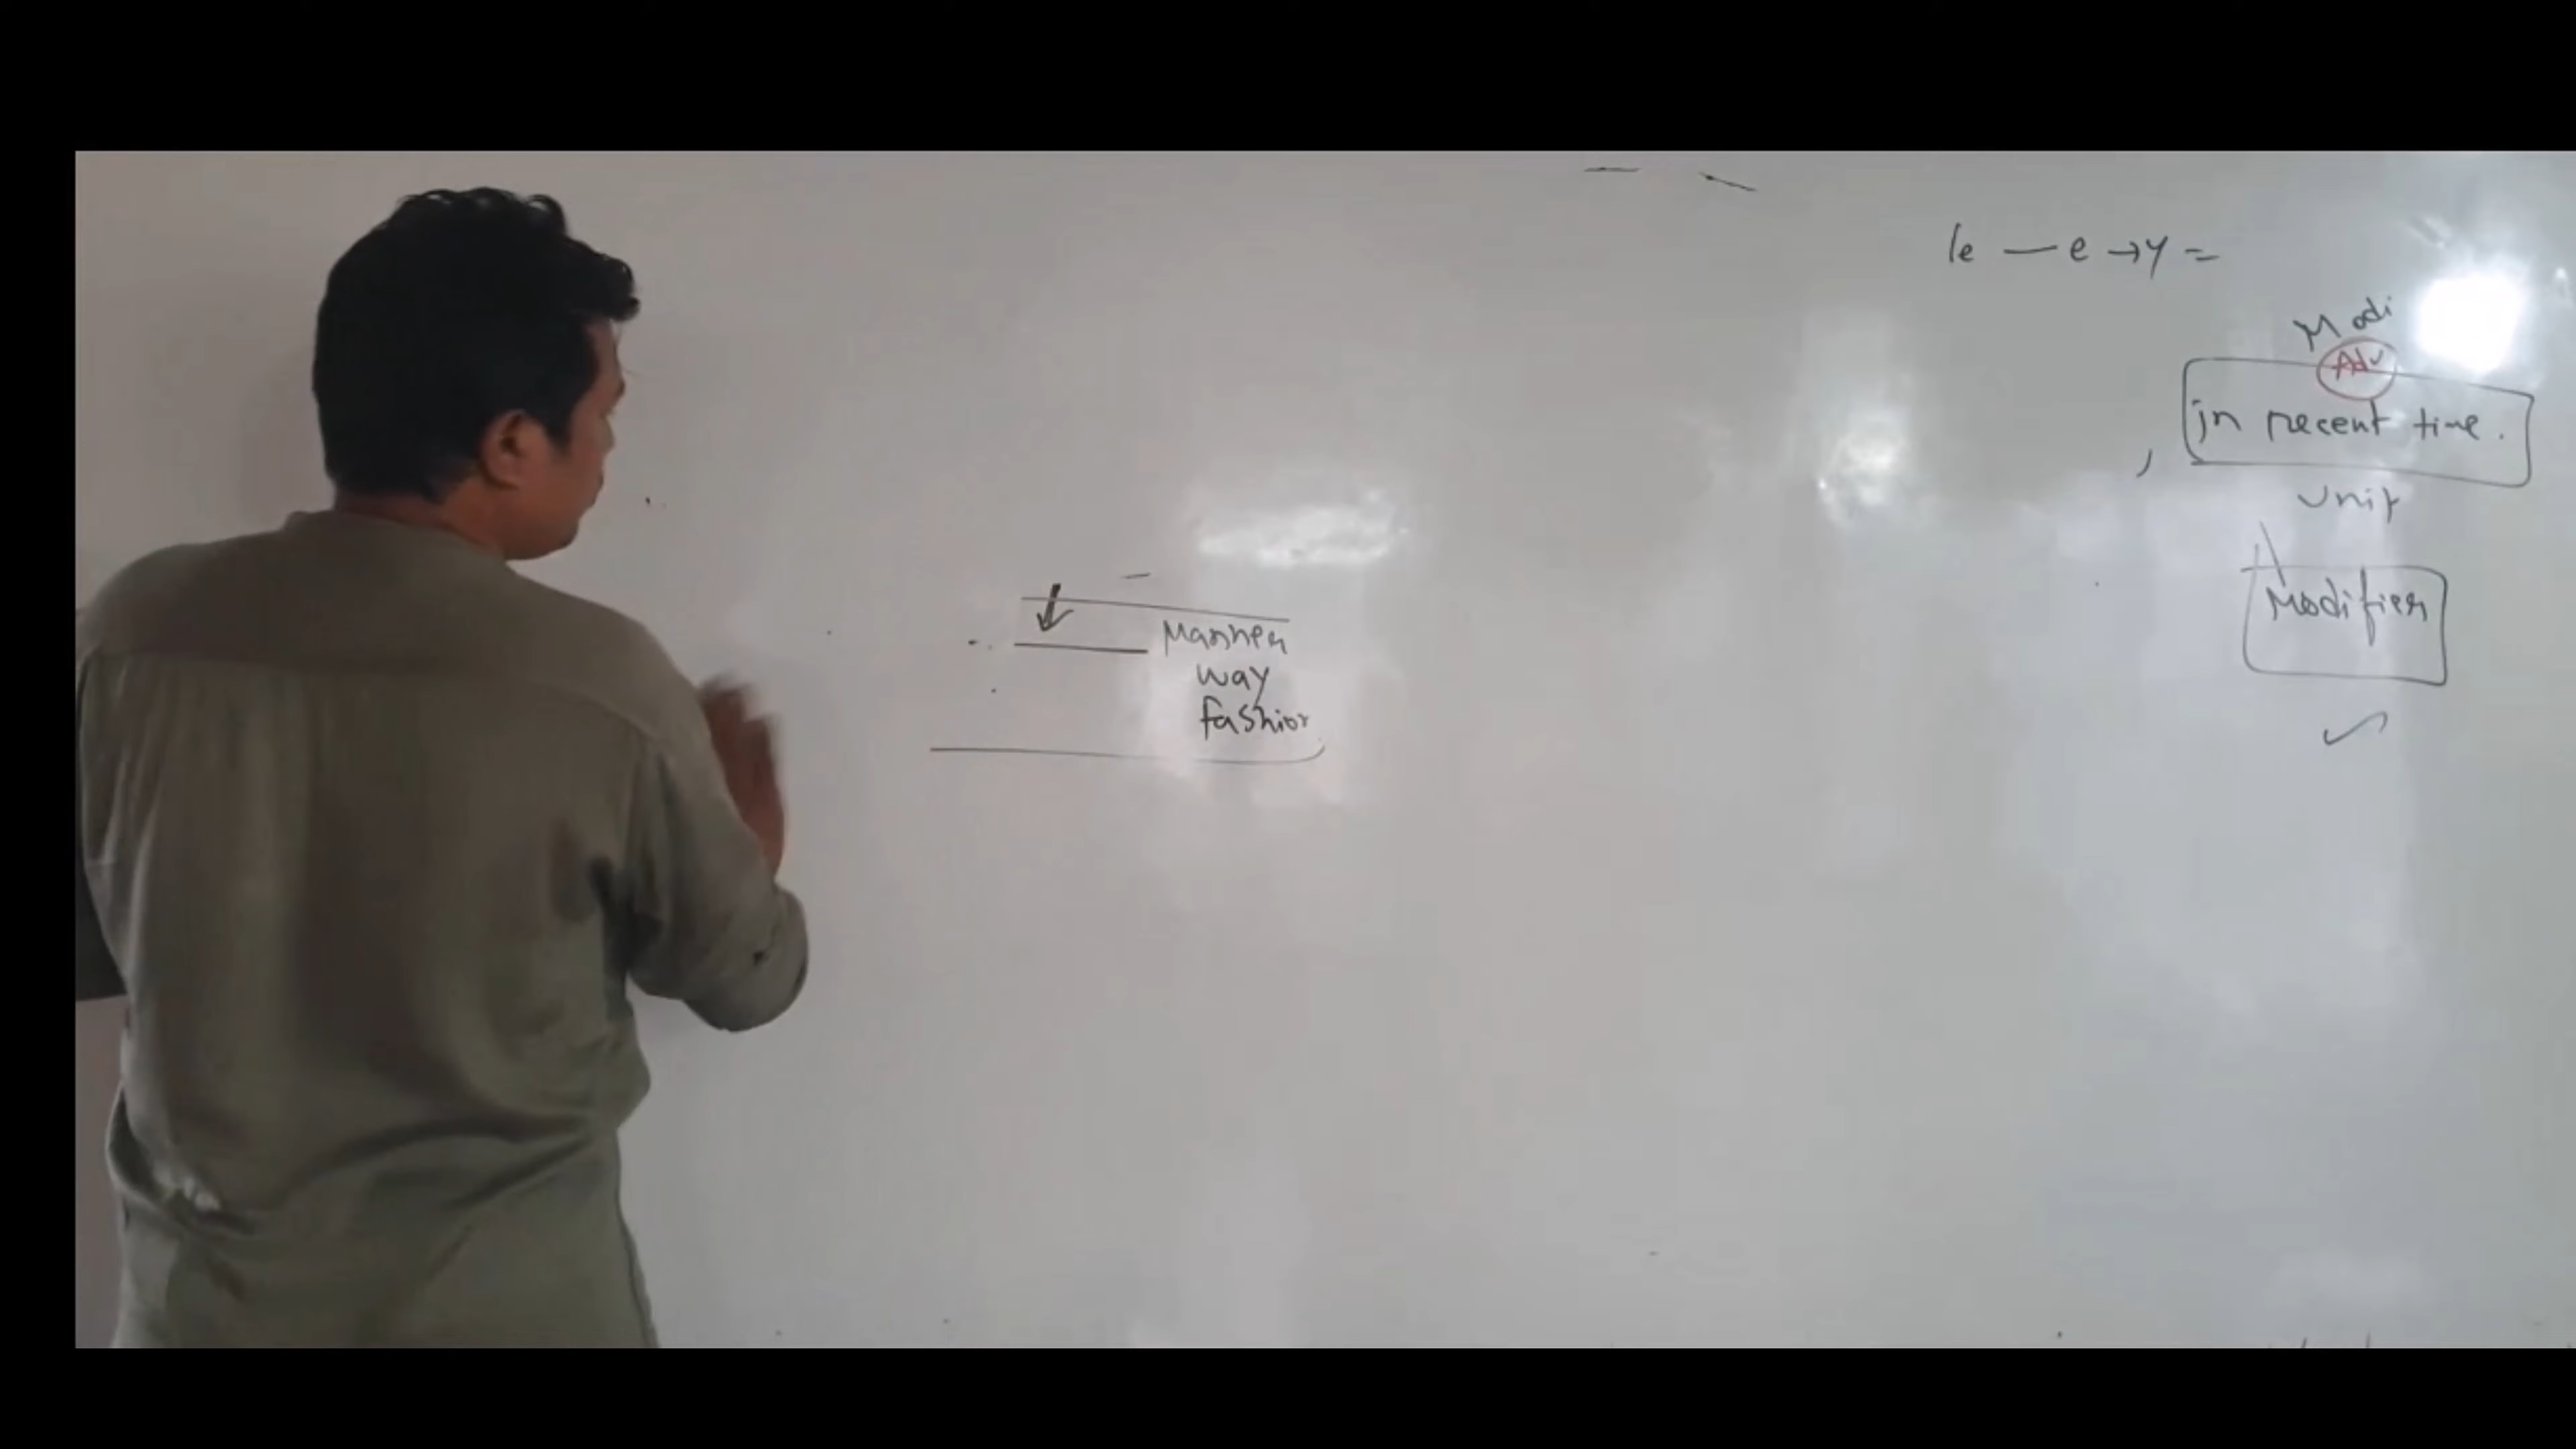 le — e → y =
Modi
Adv
, in recent time.
Unit
Modifier
Manner
way
fashion